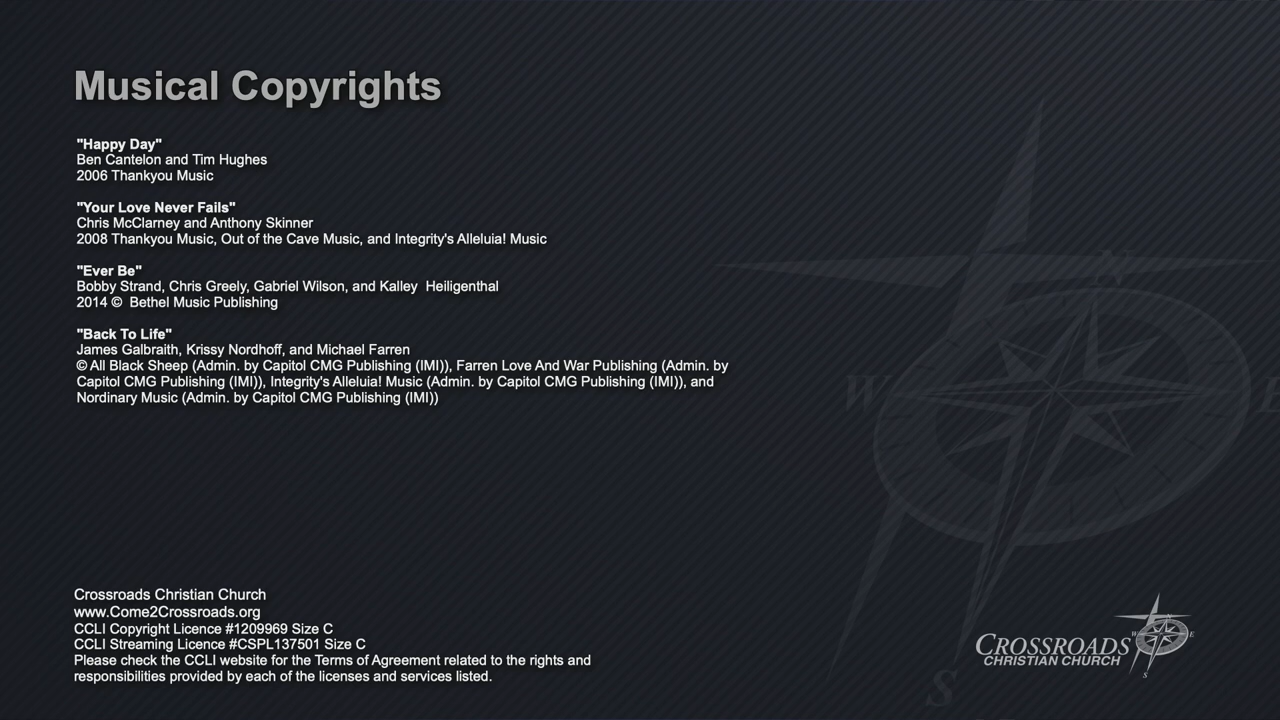 Musical Copyrights
"Happy Day"
Ben Cantelon and Tim Hughes
2006 Thankyou Music
"Your Love Never Fails"
Chris McClarney and Anthony Skinner
2008 Thankyou Music, Out of the Cave Music, and Integrity's Alleluia! Music
"Ever Be"
Bobby Strand, Chris Greely, Gabriel Wilson, and Kalley  Heiligenthal
2014 ©  Bethel Music Publishing
"Back To Life"
James Galbraith, Krissy Nordhoff, and Michael Farren
© All Black Sheep (Admin. by Capitol CMG Publishing (IMI)), Farren Love And War Publishing (Admin. by
Capitol CMG Publishing (IMI)), Integrity's Alleluia! Music (Admin. by Capitol CMG Publishing (IMI)), and
Nordinary Music (Admin. by Capitol CMG Publishing (IMI))
N
W
E
S
Crossroads Christian Church
www.Come2Crossroads.org
CCLI Copyright Licence #1209969 Size C
CCLI Streaming Licence #CSPL137501 Size C
Please check the CCLI website for the Terms of Agreement related to the rights and
responsibilities provided by each of the licenses and services listed.
CROSSROADS
CHRISTIAN CHURCH
W
E
S